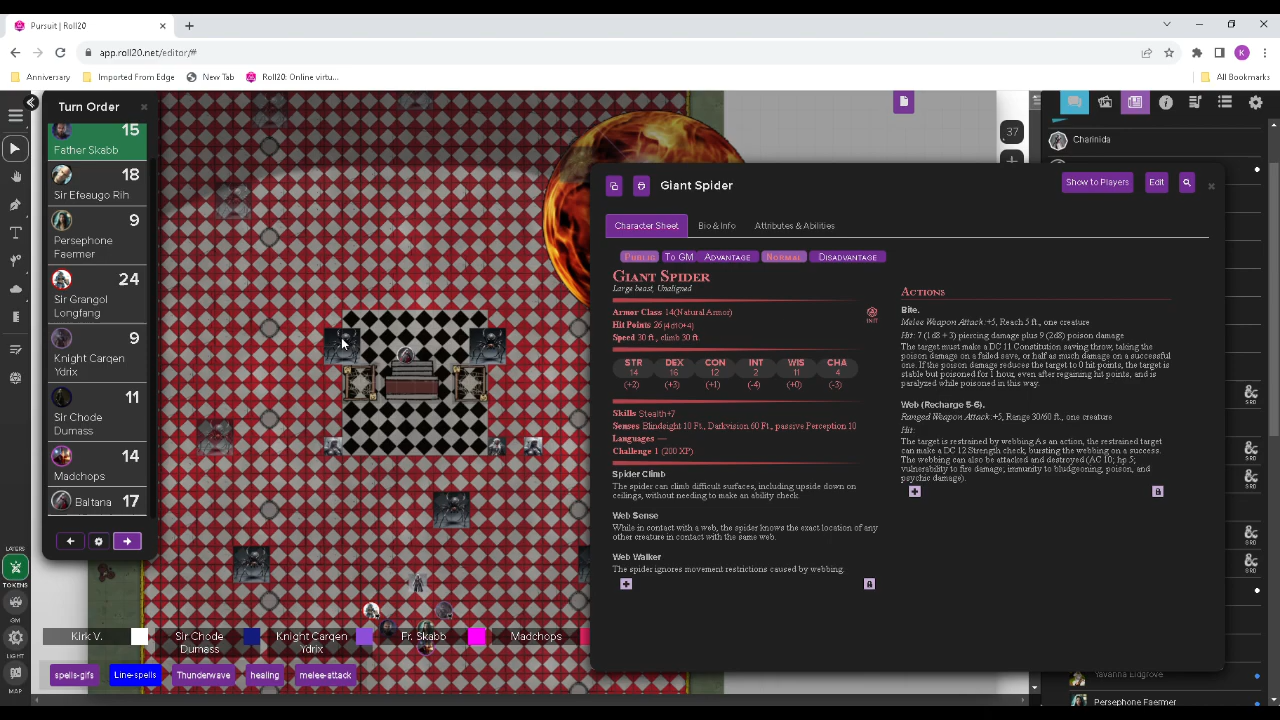 Pursuit | Roll20
app.roll20.net/editor/#
Anniversary
Imported From Edge
New Tab
Roll20: Online virtu...
All Bookmarks
K
Turn Order
15
Father Skabb
18
Sir Efeaugo Rih
9
Persephone
Faermer
24
Sir Grangol
Longfang
9
Knight Carqen
Ydrix
11
Sir Chode
Dumass
14
Madchops
Baltana 17
LAYERS
TOKENS
GM
LIGHT
MAP
Kirk V.
Sir Chode
Dumass
Knight Carqen
Ydrix
Fr. Skabb
Madchops
spells-gifs
Line-spells
Thunderwave
healing
melee-attack
37
Giant Spider
Show to Players
Edit
Character Sheet
Bio & Info
Attributes & Abilities
Public
To GM
Advantage
Normal
Disadvantage
Giant Spider
Large beast, Unaligned
Armor Class 14(Natural Armor)
Hit Points 26 (4d10+4)
Speed 30 ft., climb 30 ft.
INIT
STR DEX CON INT WIS CHA
14 16 12 2 11 4
(+2) (+3) (+1) (-4) (+0) (-3)
Skills Stealth +7
Senses Blindsight 10 Ft., Darkvision 60 Ft., passive Perception 10
Languages —
Challenge 1 (200 XP)
Spider Climb
The spider can climb difficult surfaces, including upside down on
ceilings, without needing to make an ability check.
Web Sense
While in contact with a web, the spider knows the exact location of any
other creature in contact with the same web.
Web Walker
The spider ignores movement restrictions caused by webbing.
Actions
Bite.
Melee Weapon Attack: +5, Reach 5 ft., one creature
Hit: 7 (1d8 + 3) piercing damage plus 9 (2d8) poison damage
The target must make a DC 11 Constitution saving throw, taking the
poison damage on a failed save, or half as much damage on a successful
one. If the poison damage reduces the target to 0 hit points, the target is
stable but poisoned for 1 hour, even after regaining hit points, and is
paralyzed while poisoned in this way.
Web (Recharge 5-6).
Ranged Weapon Attack: +5, Range 30/60 ft., one creature
Hit:
The target is restrained by webbing As an action, the restrained target
can make a DC 12 Strength check, bursting the webbing on a success.
The webbing can also be attacked and destroyed (AC 10; hp 5;
vulnerability to fire damage; immunity to bludgeoning, poison, and
psychic damage).
Charinida
SRD
SRD
SRD
SRD
SRD
Yavanna Eldgrove
Persephone Faermer